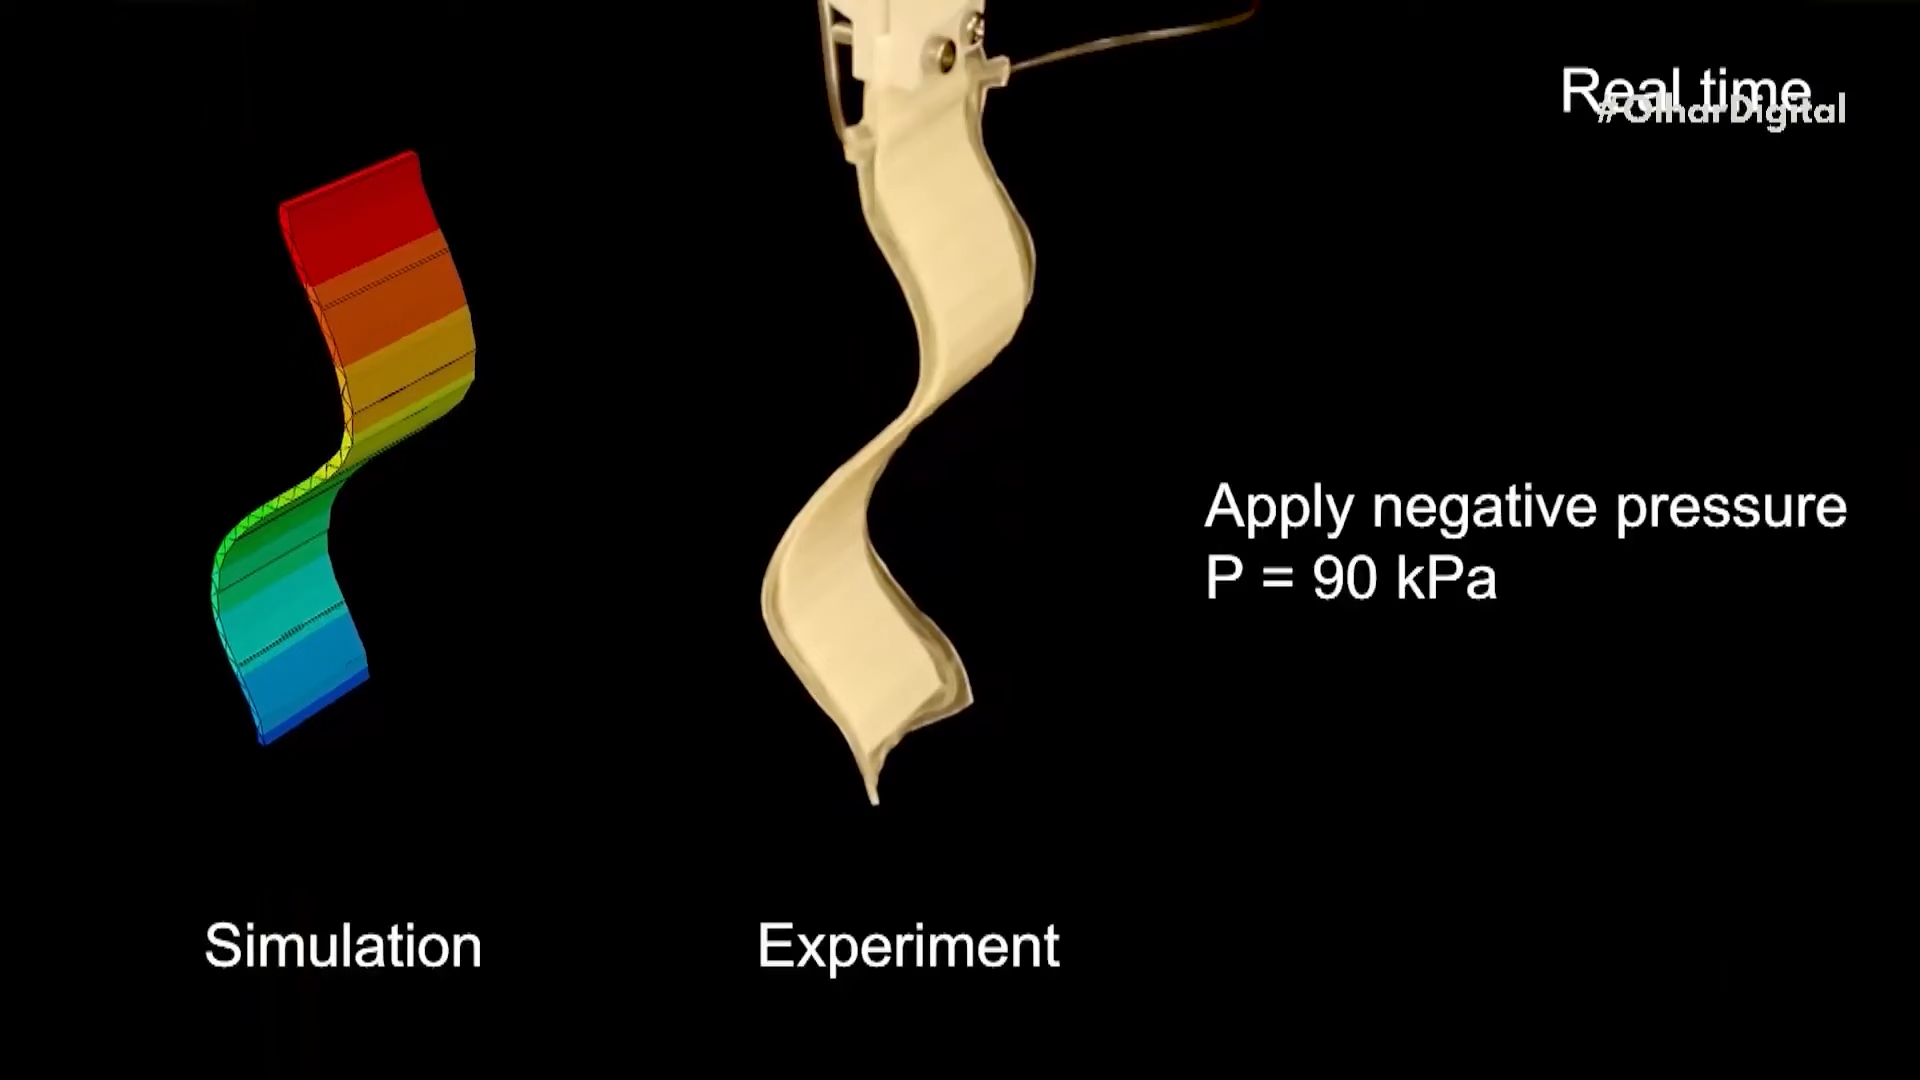 Real time
#OlharDigital
Apply negative pressure
P = 90 kPa
Simulation
Experiment